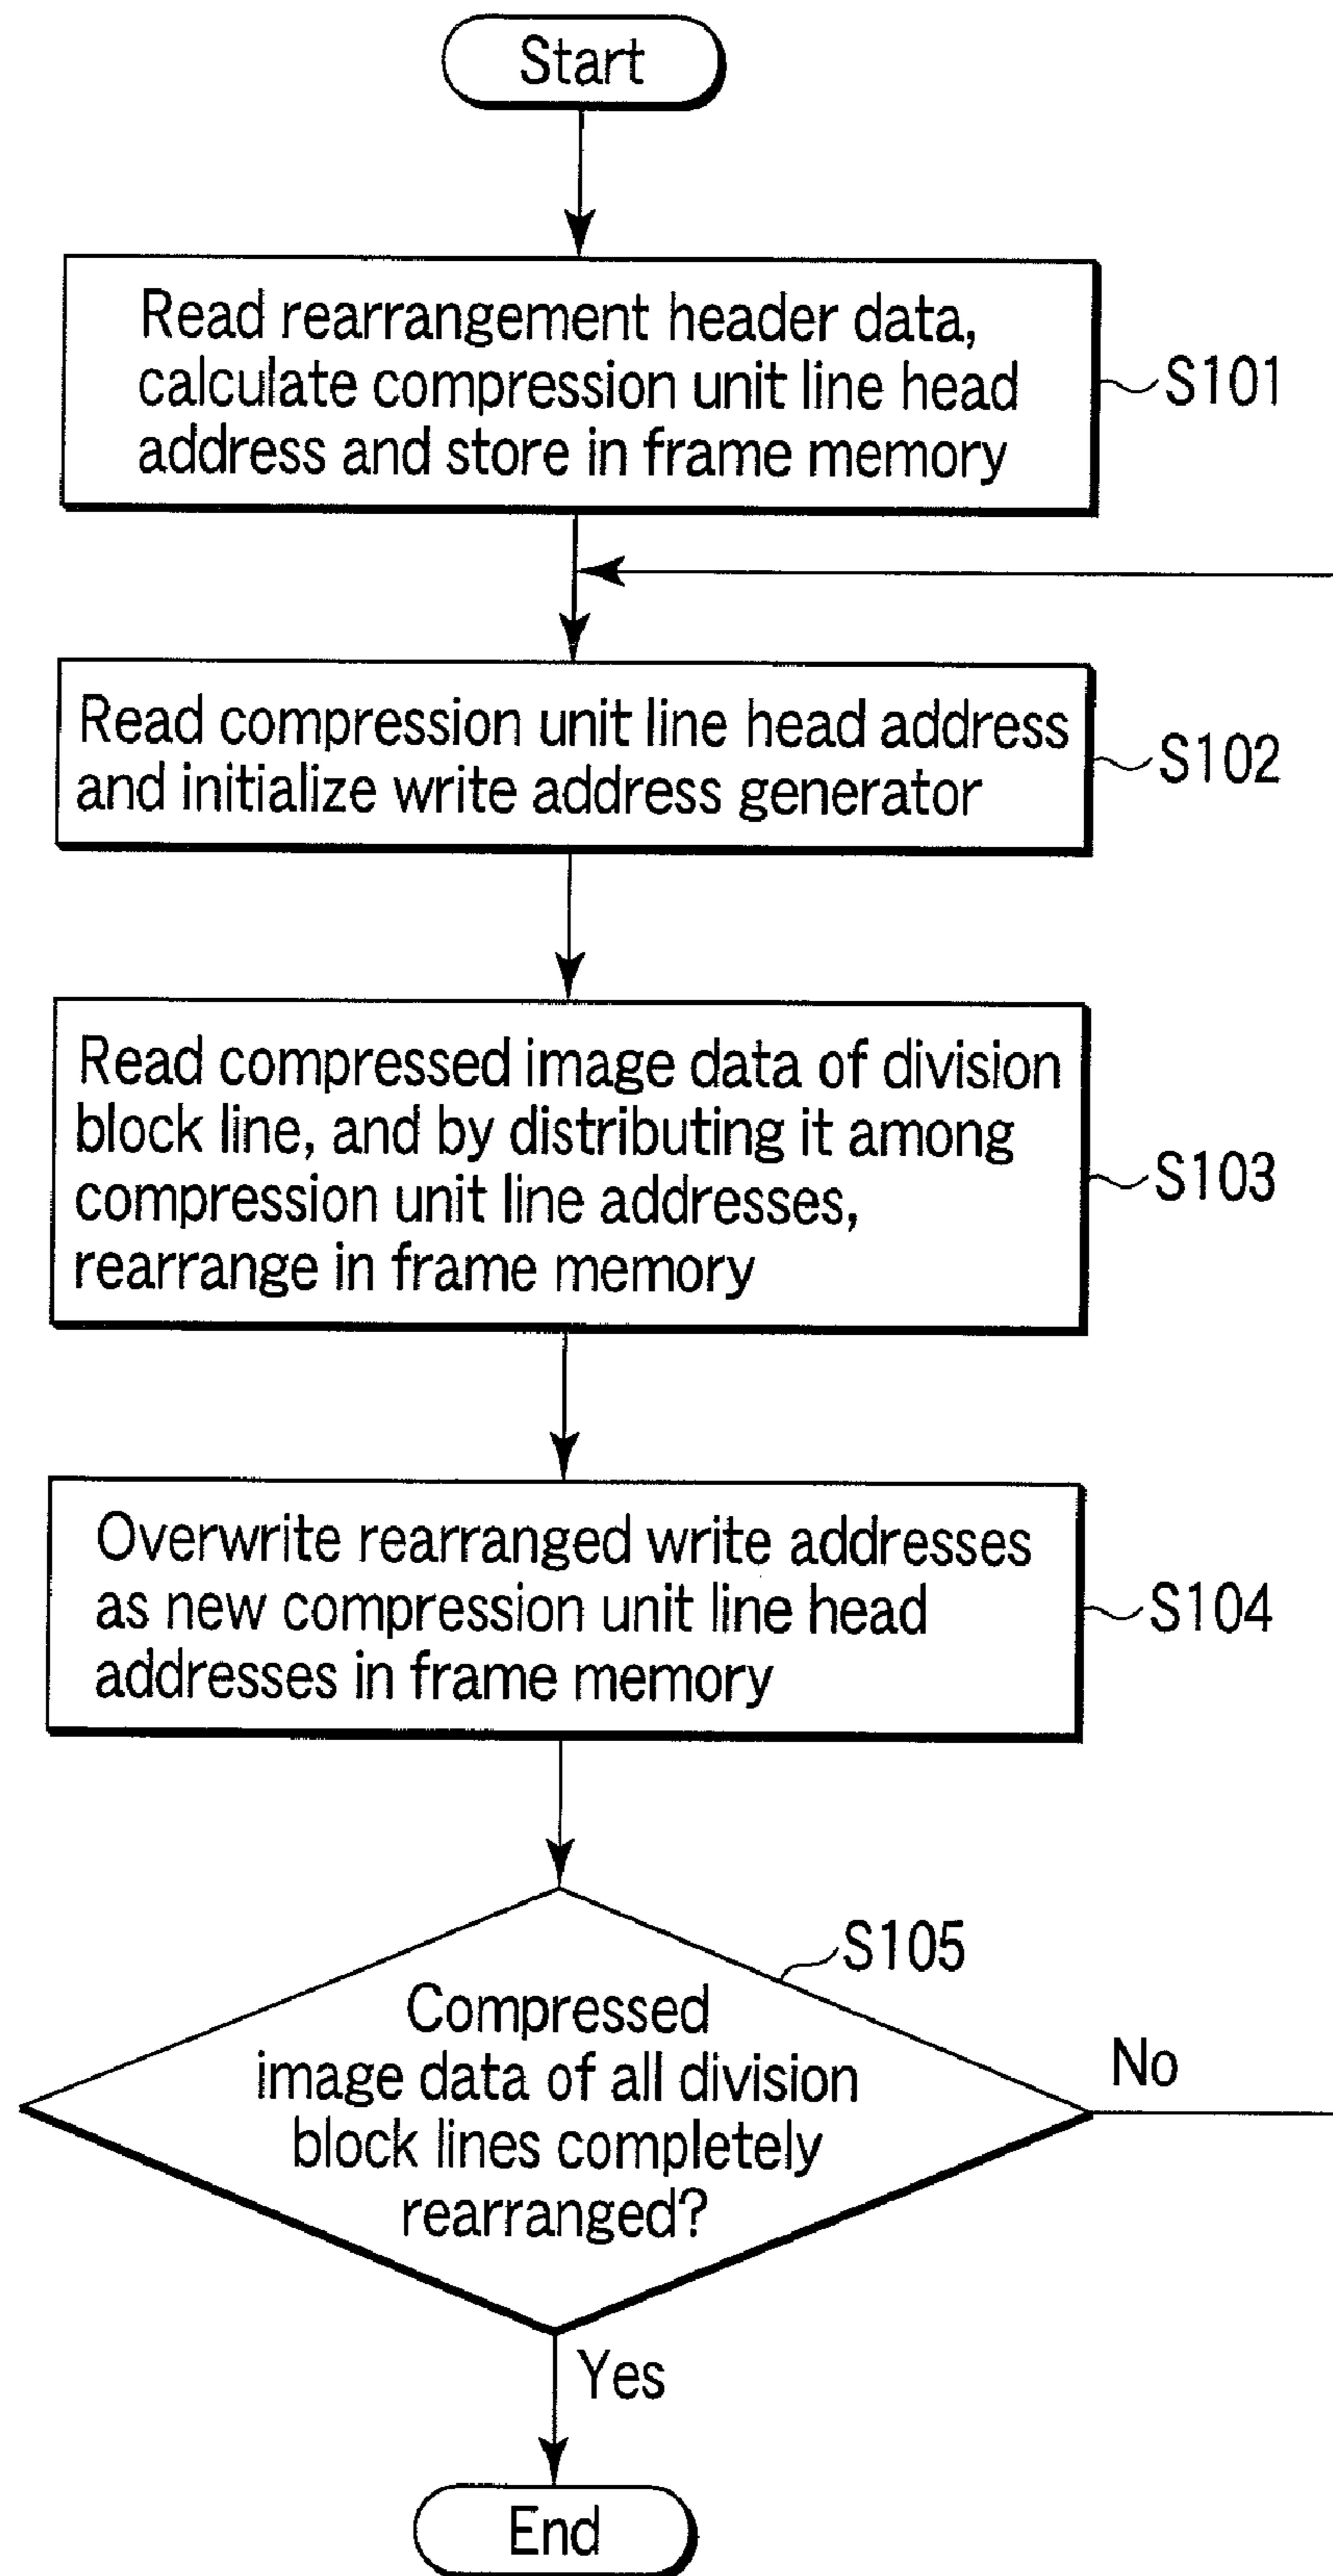 Start
Read rearrangement header data,
calculate compression unit line head
address and store in frame memory
S101
Read compression unit line head address
and initialize write address generator
S102
Read compressed image data of division
block line, and by distributing it among
compression unit line addresses,
rearrange in frame memory
S103
Overwrite rearranged write addresses
as new compression unit line head
addresses in frame memory
S104
S105
Compressed
image data of all division
block lines completely
rearranged?
No
Yes
End